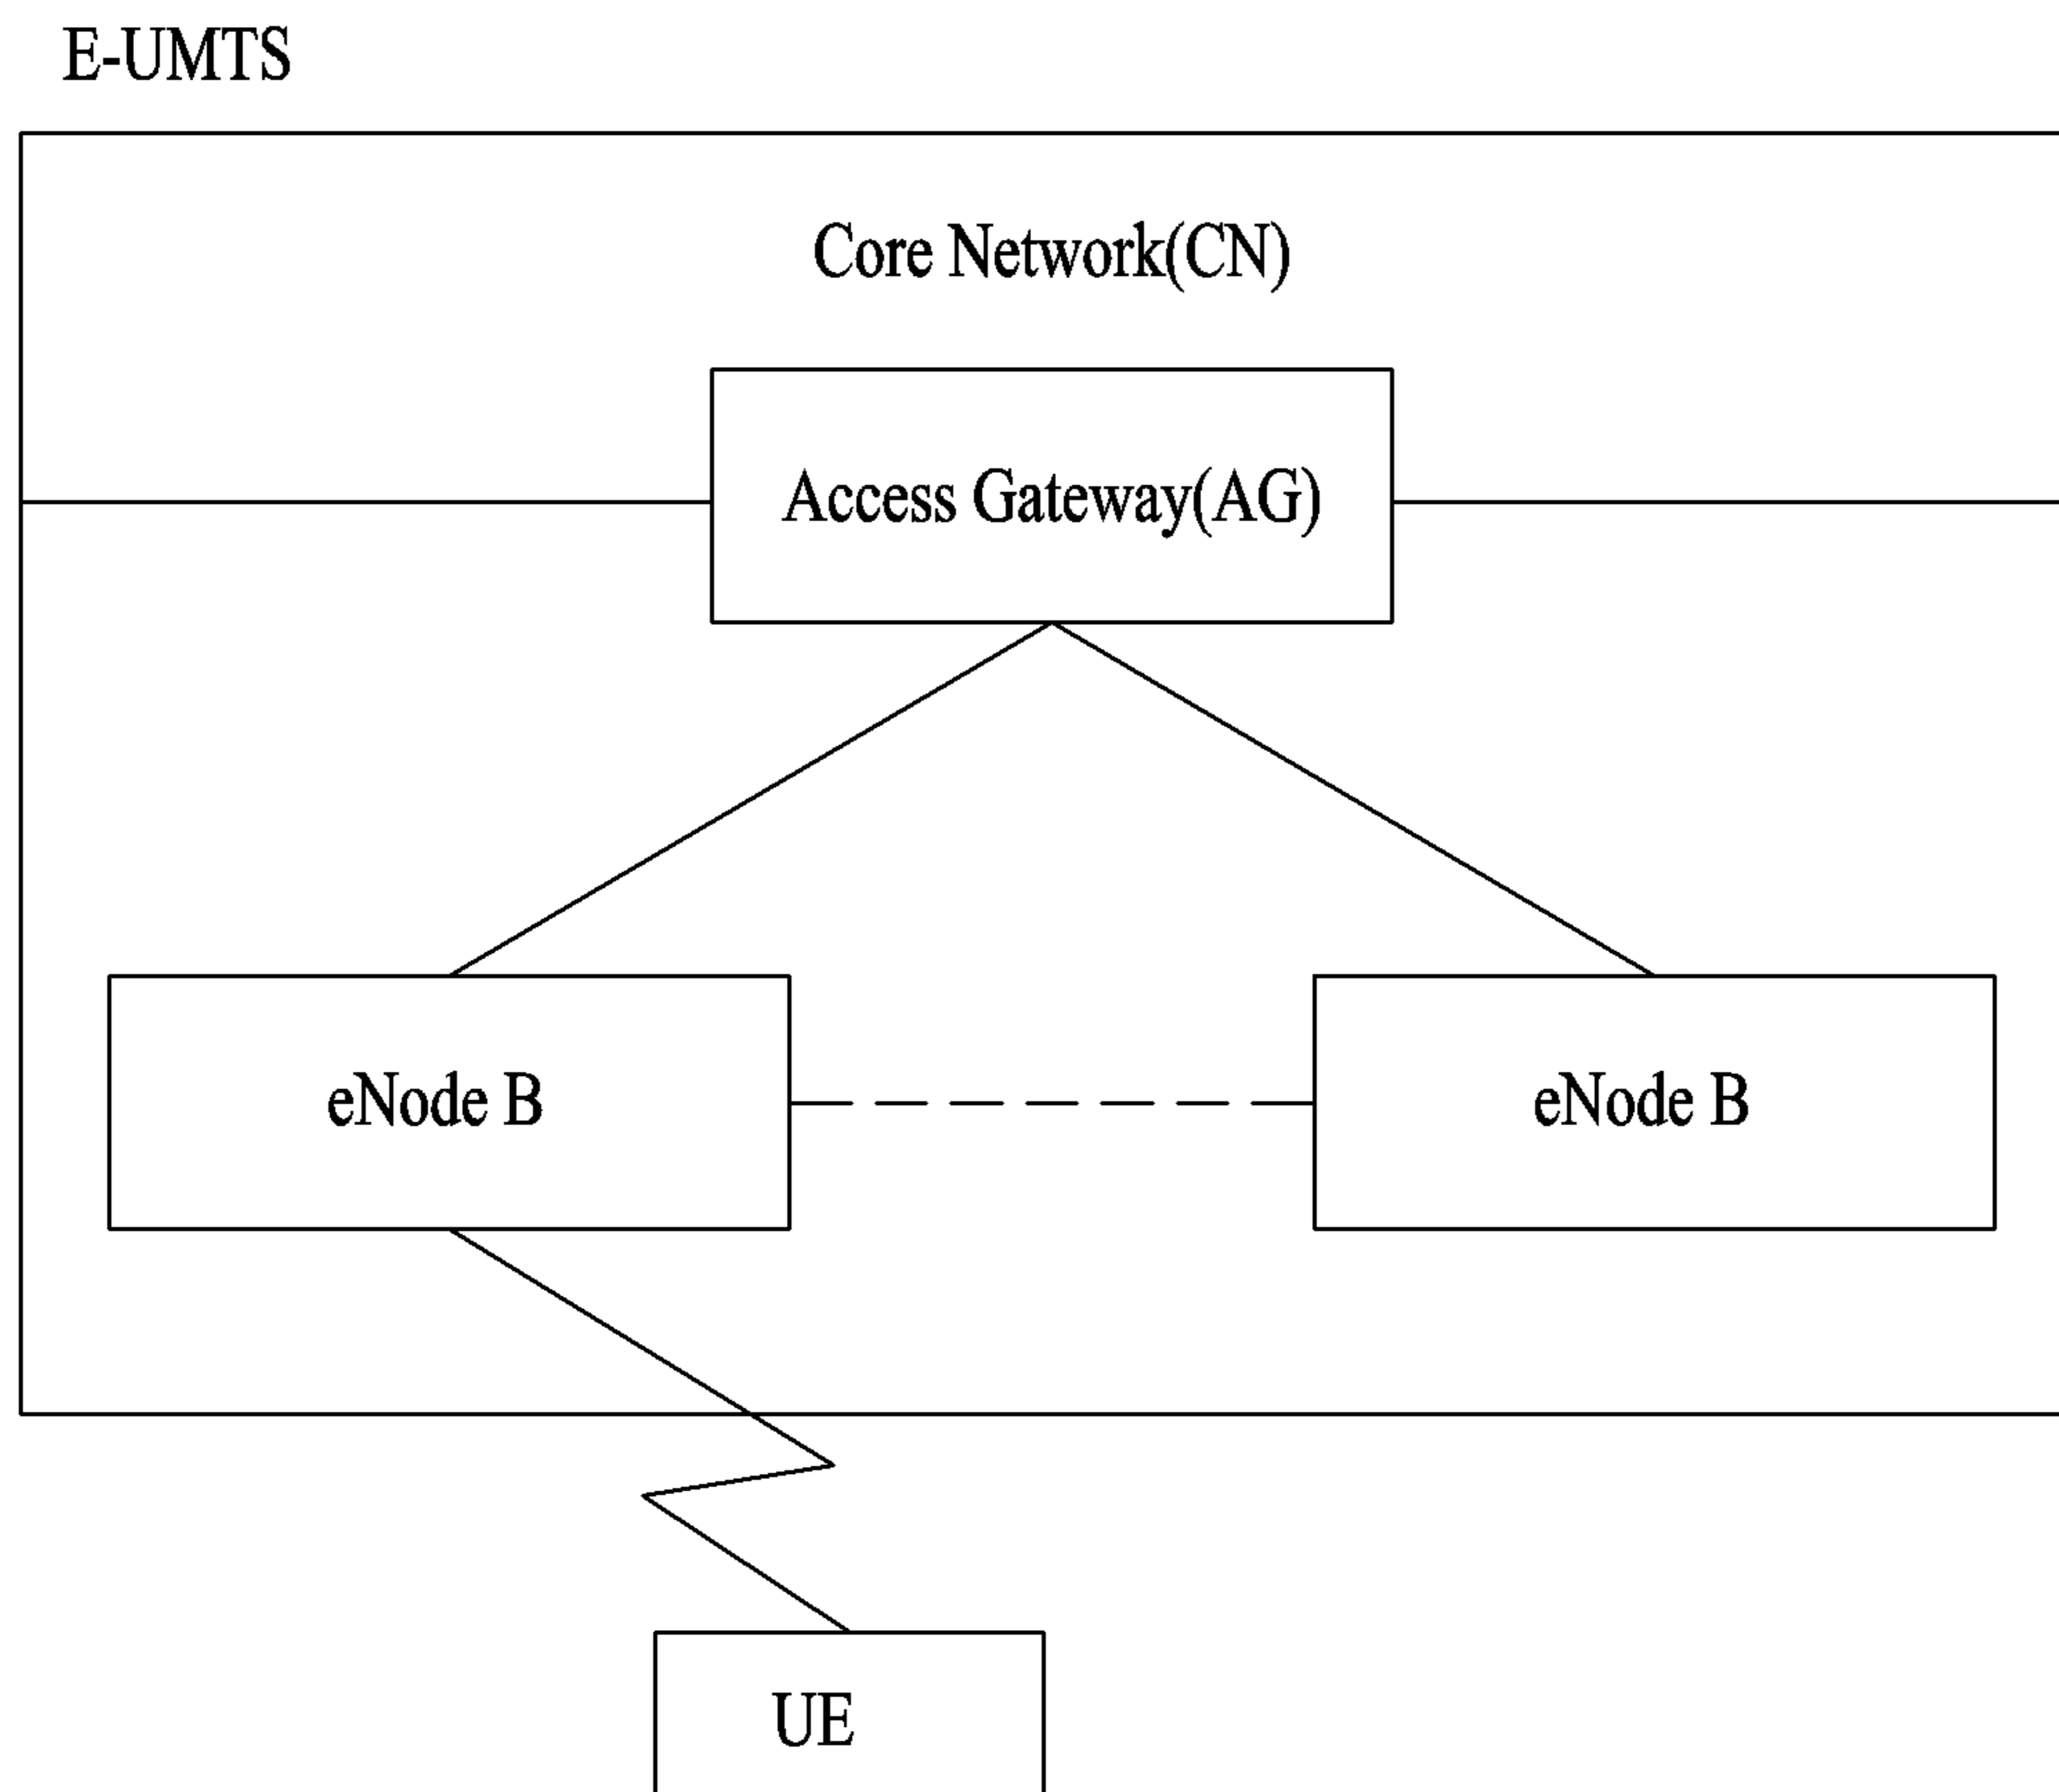 E-UMTS
Core Network(CN)
Access Gateway(AG)
eNode B
eNode B
UE